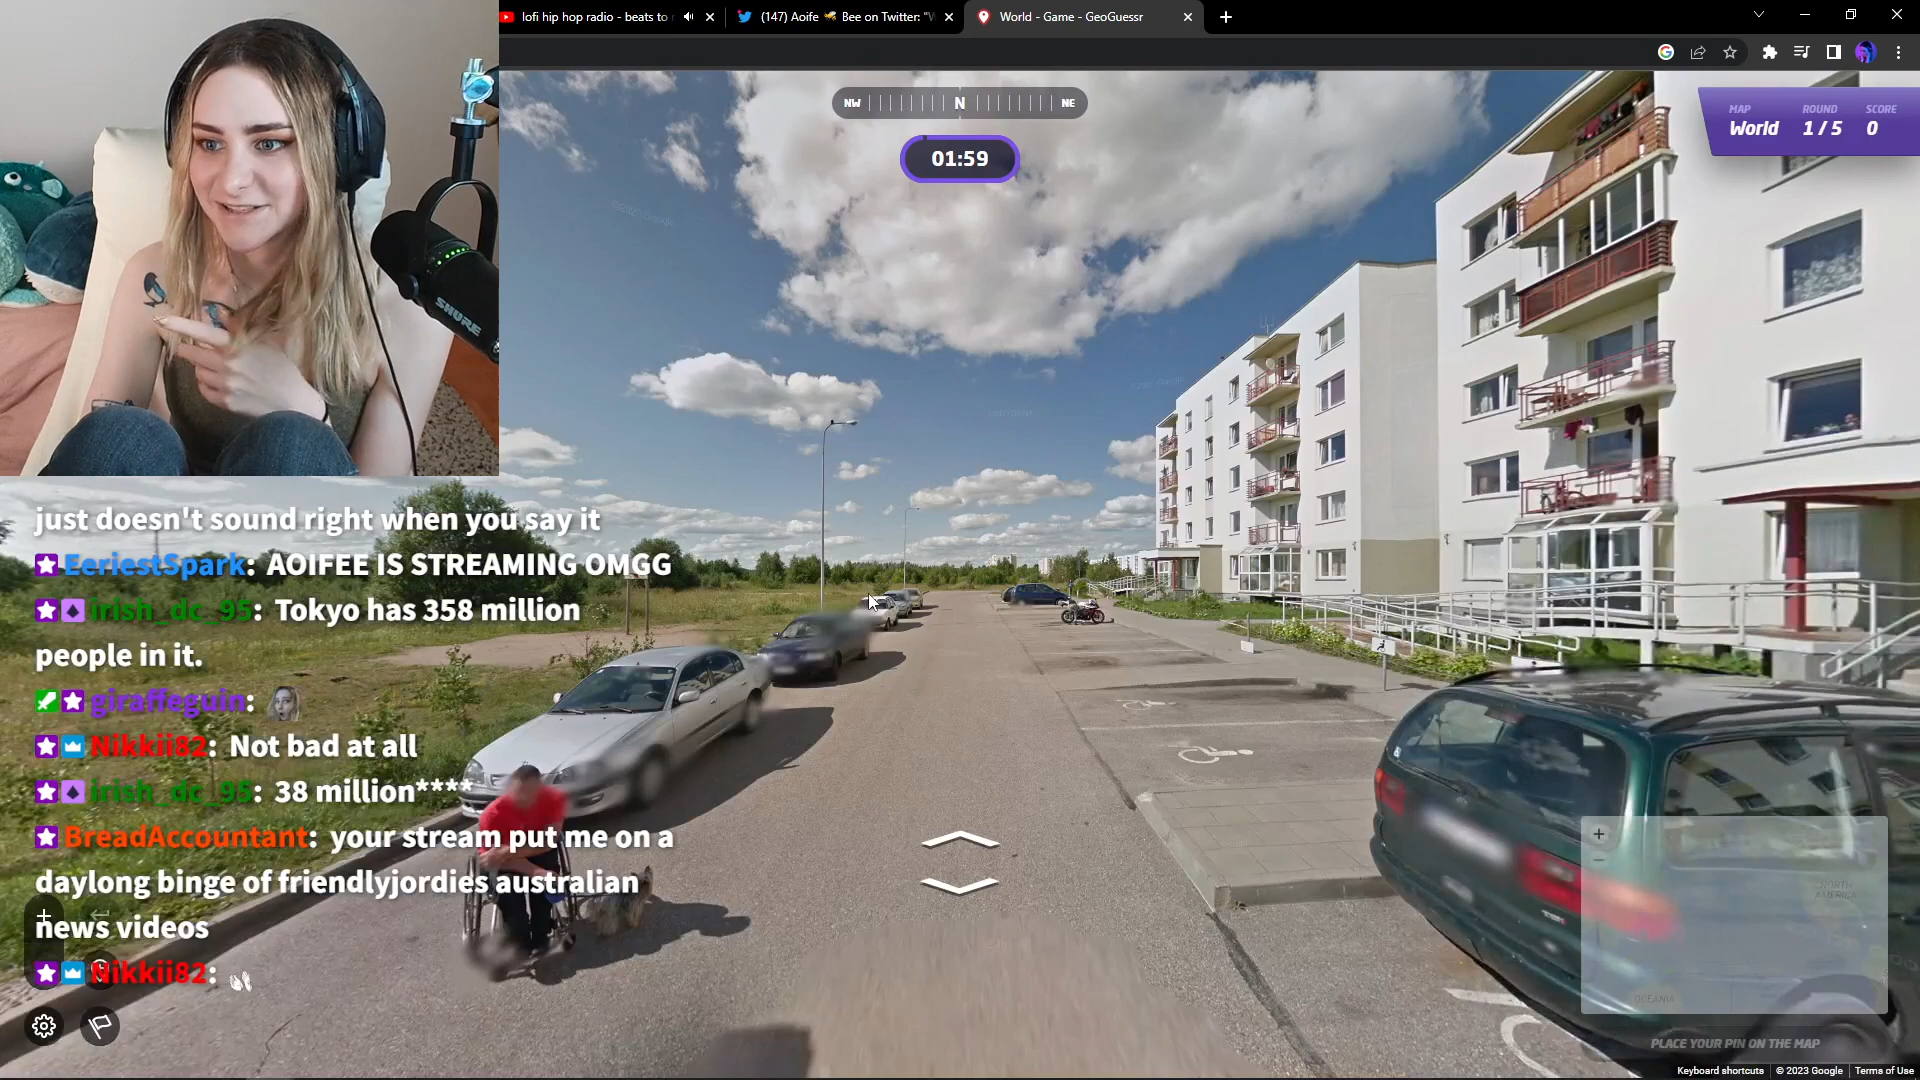 lofi hip hop radio - beats to
(147) Aoife 🐝 Bee on Twitter: "W
World - Game - GeoGuessr
NW N NE
01:59
MAP ROUND SCORE
World 1 / 5 0
SHURE
just doesn't sound right when you say it
EeriestSpark: AOIFEE IS STREAMING OMGG
irish_dc_95: Tokyo has 358 million
people in it.
giraffeguin:
Nikkii82: Not bad at all
irish_dc_95: 38 million****
BreadAccountant: your stream put me on a
daylong binge of friendlyjordies australian
news videos
Nikkii82:
NORTH
AMERICA
OCEANIA
PLACE YOUR PIN ON THE MAP
Keyboard shortcuts © 2023 Google Terms of Use